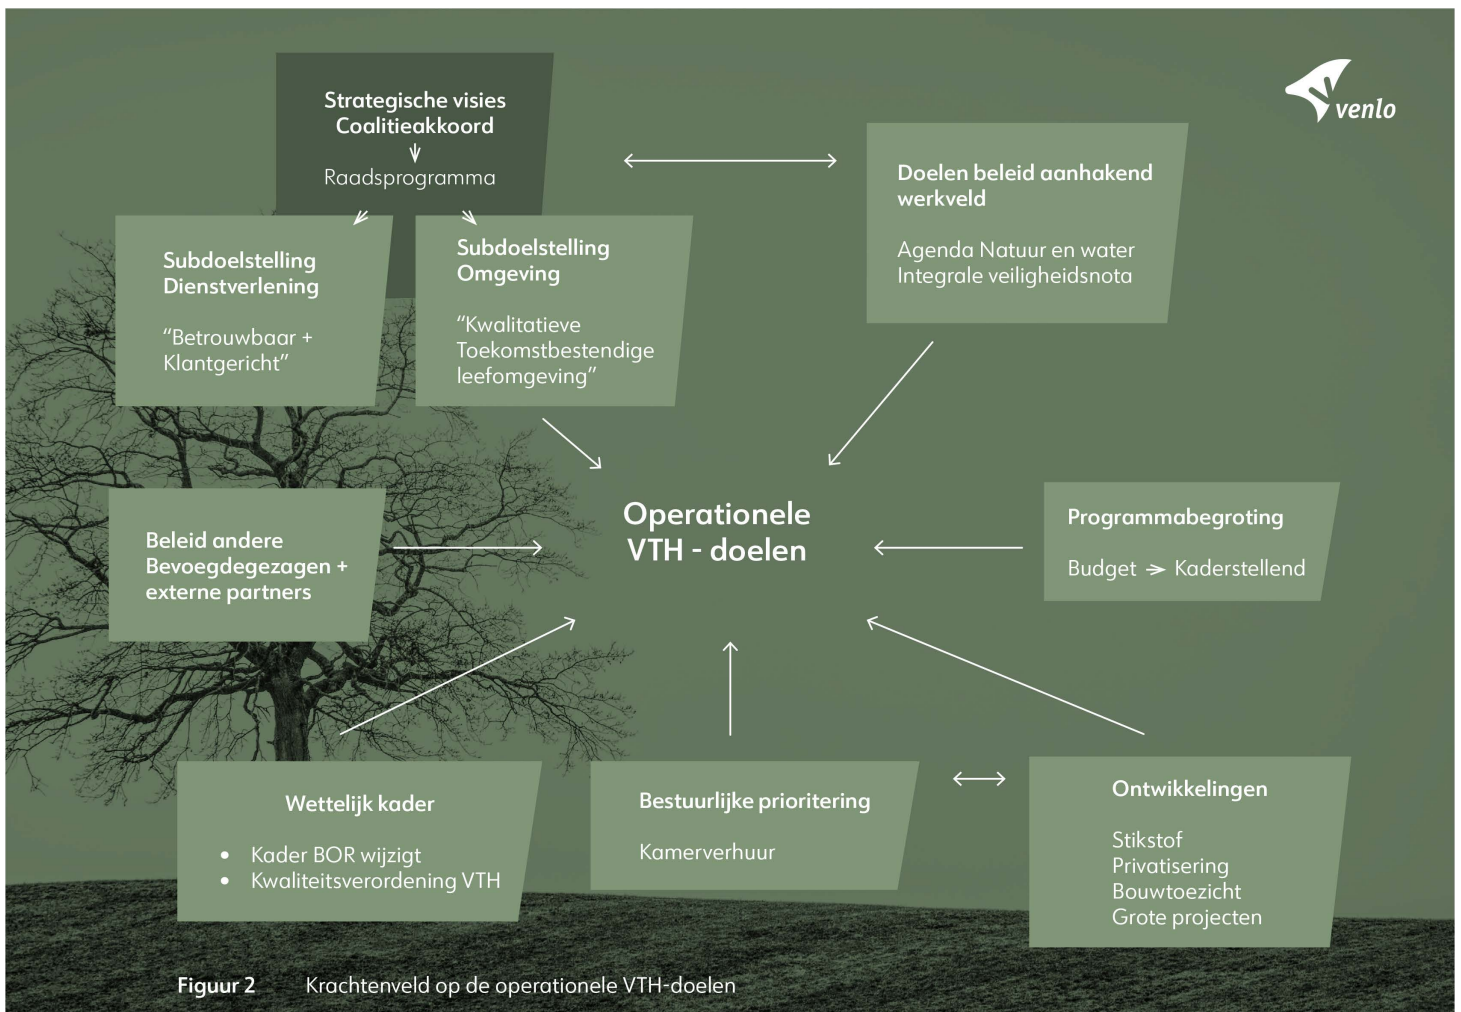 Strategische visies
Coalitieakkoord
Raadsprogramma
venlo
Doelen beleid aanhakend
werkveld
Agenda Natuur en water
Integrale veiligheidsnota
Subdoelstelling
Dienstverlening
“Betrouwbaar +
Klantgericht”
Subdoelstelling
Omgeving
“Kwalitatieve
Toekomstbestendige
leefomgeving”
Operationele
VTH - doelen
Beleid andere
Bevoegdegezagen +
externe partners
Programmabegroting
Budget → Kaderstellend
Wettelijk kader
• Kader BOR wijzigt
• Kwaliteitsverordening VTH
Bestuurlijke prioritering
Kamerverhuur
Ontwikkelingen
Stikstof
Privatisering
Bouwtoezicht
Grote projecten
Figuur 2 Krachtenveld op de operationele VTH-doelen